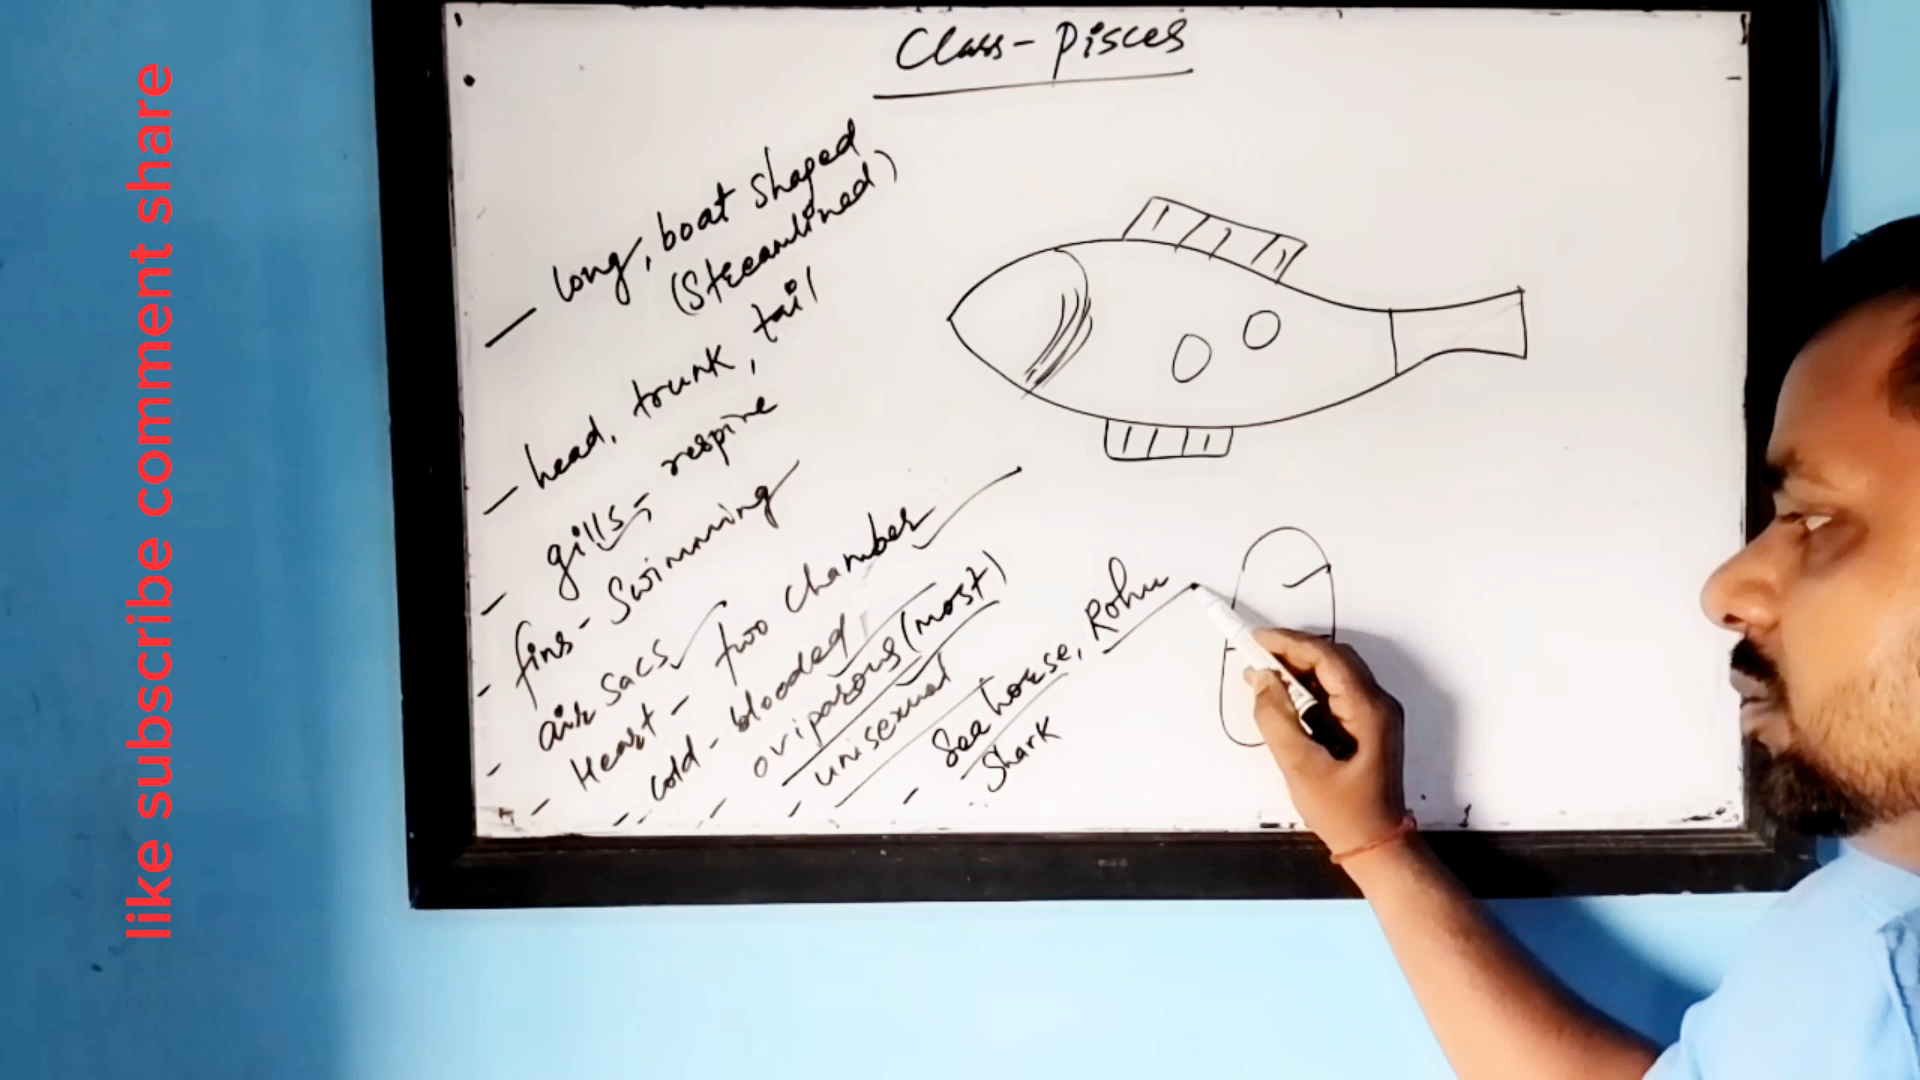 like subscribe comment share
Class - Pisces
- long, boat shaped
(Streamlined)
- head, trunk, tail
- gills - respire
- fins - Swimming
- air sacs
- Heart - two chamber
- cold - blooded
- oviparous (most)
- unisexual
- Sea horse, Rohu
Shark